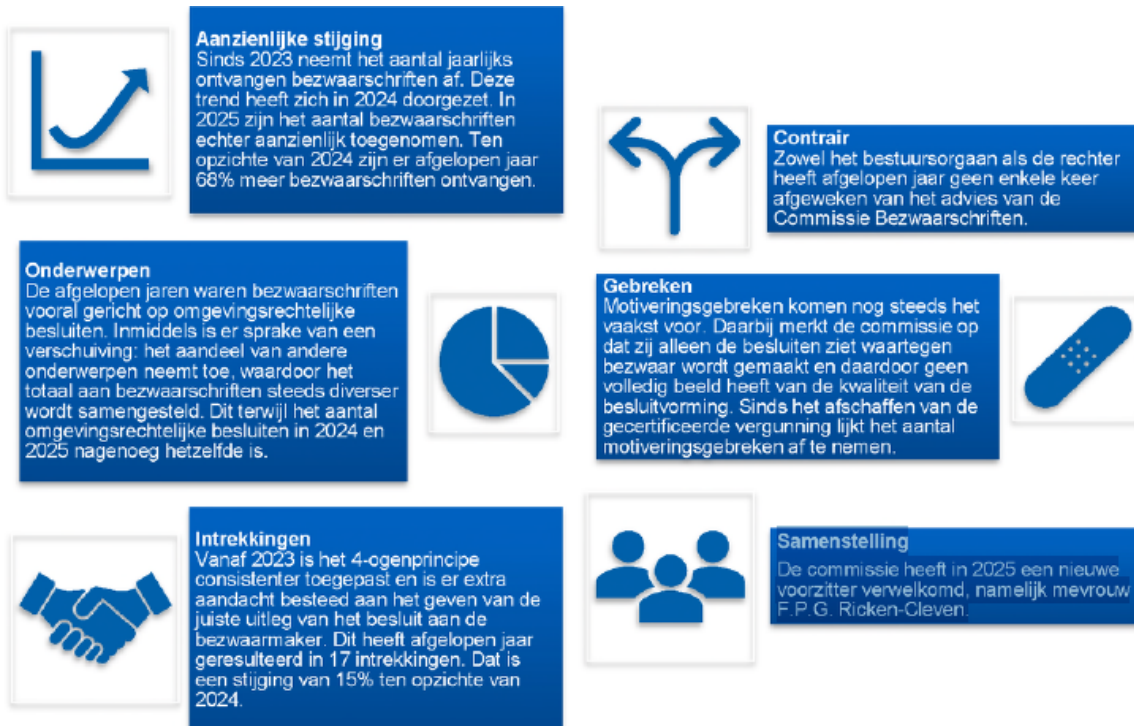 Aanzienlijke stijging
Sinds 2023 neemt het aantal jaarlijks
ontvangen bezwaarschriften af. Deze
trend heeft zich in 2024 doorgezet. In
2025 zijn het aantal bezwaarschriften
echter aanzienlijk toegenomen. Ten
opzichte van 2024 zijn er afgelopen jaar
68% meer bezwaarschriften ontvangen.
Contrair
Zowel het bestuursorgaan als de rechter
heeft afgelopen jaar geen enkele keer
afgeweken van het advies van de
Commissie Bezwaarschriften.
Onderwerpen
De afgelopen jaren waren bezwaarschriften
vooral gericht op omgevingsrechtelijke
besluiten. Inmiddels is er sprake van een
verschuiving: het aandeel van andere
onderwerpen neemt toe, waardoor het
totaal aan bezwaarschriften steeds diverser
wordt samengesteld. Dit terwijl het aantal
omgevingsrechtelijke besluiten in 2024 en
2025 nagenoeg hetzelfde is.
Gebreken
Motiveringsgebreken komen nog steeds het
vaakst voor. Daarbij merkt de commissie op
dat zij alleen de besluiten ziet waartegen
bezwaar wordt gemaakt en daardoor geen
volledig beeld heeft van de kwaliteit van de
besluitvorming. Sinds het afschaffen van de
gecertificeerde vergunning lijkt het aantal
motiveringsgebreken af te nemen.
Intrekkingen
Vanaf 2023 is het 4-ogenprincipe
consistenter toegepast en is er extra
aandacht besteed aan het geven van de
juiste uitleg van het besluit aan de
bezwaarmaker. Dit heeft afgelopen jaar
geresulteerd in 17 intrekkingen. Dat is
een stijging van 15% ten opzichte van
2024.
Samenstelling
De commissie heeft in 2025 een nieuwe
voorzitter verwelkomd, namelijk mevrouw
F.P.G. Ricken-Cleven.